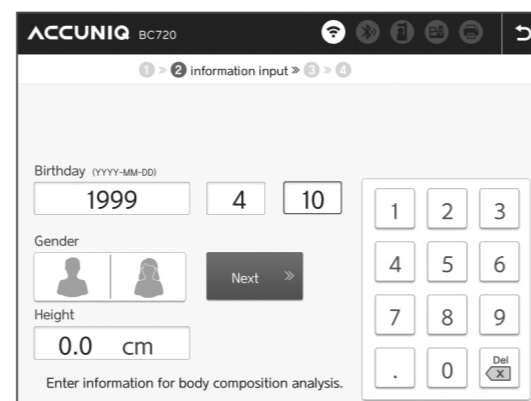 ACCUNIQ BC720
1 » 2 information input » 3 » 4
Birthday (YYYY-MM-DD)
1999 4 10
1 2 3
Gender
Next »
4 5 6
Height
7 8 9
0.0 cm
. 0 Del X
Enter information for body composition analysis.